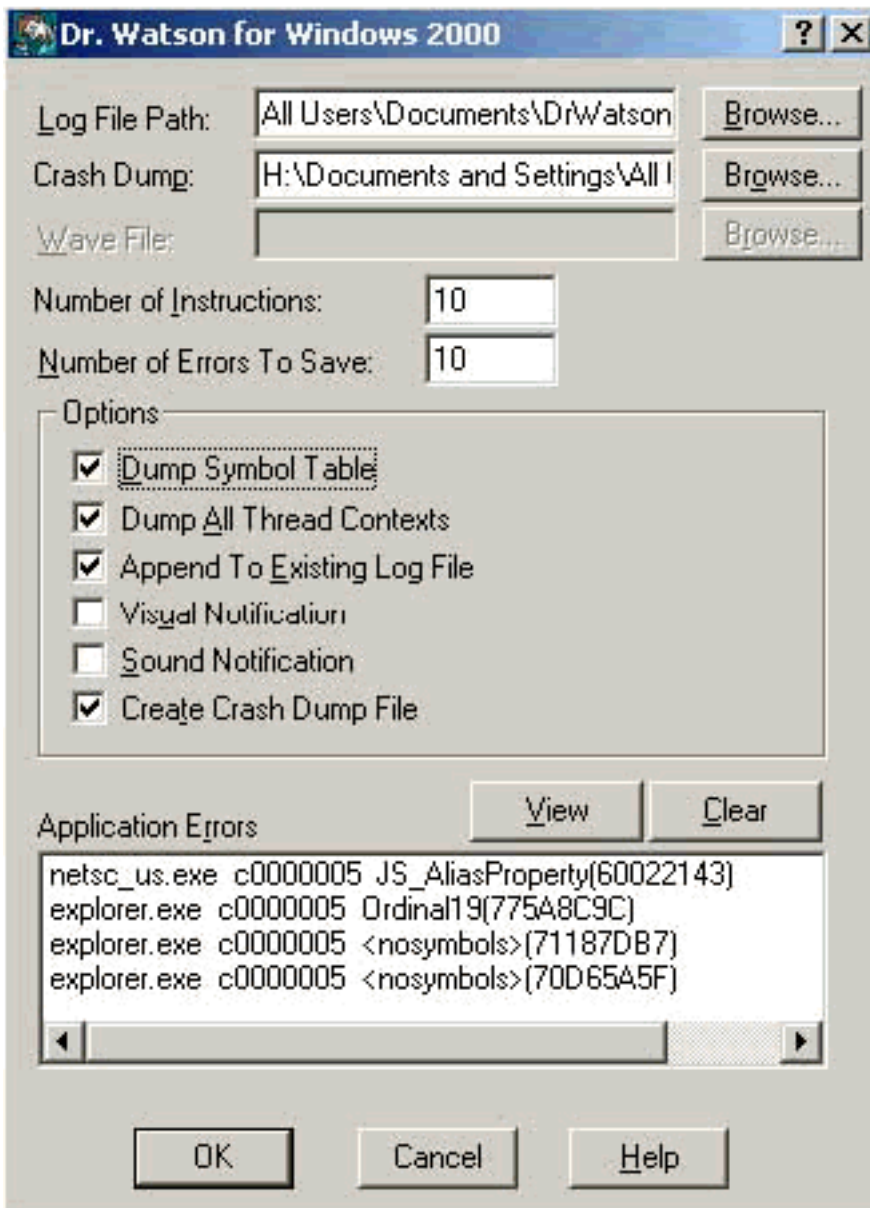 Dr. Watson for Windows 2000
Log File Path: All Users\Documents\DrWatson Browse...
Crash Dump: H:\Documents and Settings\All U Browse...
Wave File: Browse...
Number of Instructions: 10
Number of Errors To Save: 10
Options
Dump Symbol Table
Dump All Thread Contexts
Append To Existing Log File
Visual Notification
Sound Notification
Create Crash Dump File
View Clear
Application Errors
netsc_us.exe c0000005 JS_AliasProperty(60022143)
explorer.exe c0000005 Ordinal19(775A8C9C)
explorer.exe c0000005 <nosymbols>(71187DB7)
explorer.exe c0000005 <nosymbols>(70D65A5F)
OK Cancel Help